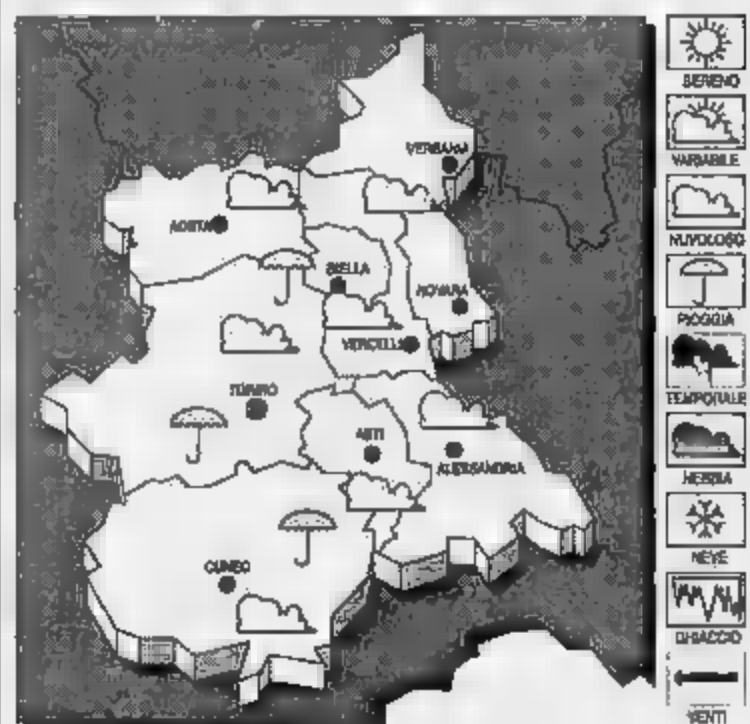 SERENO
VERBANIA
VARIABILE
AOSTA
NUVOLOSO
BIELLA
NOVARA
PIOGGIA
VERCELLI
TORINO
TEMPORALE
ASTI
ALESSANDRIA
NEBBIA
NEVE
CUNEO
GHIACCIO
VENTI